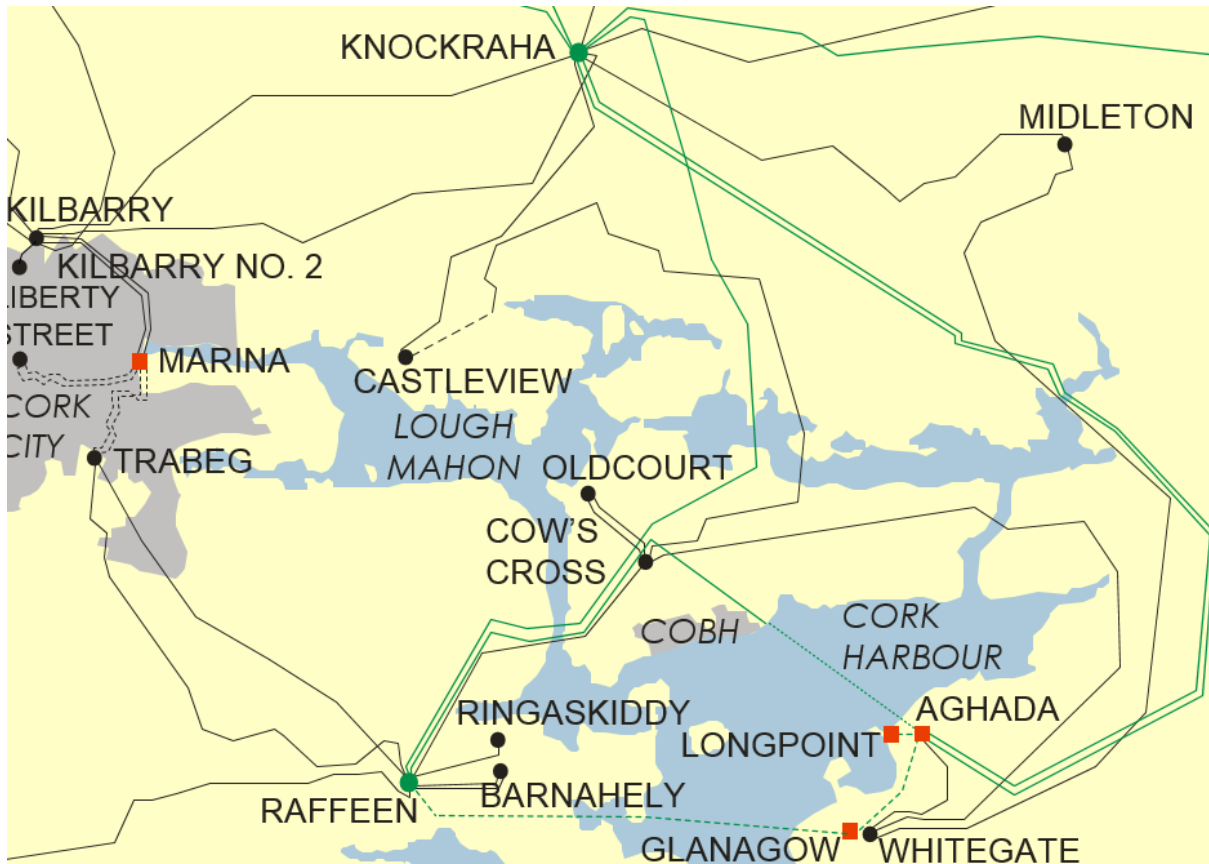 KNOCKRAHA
MIDLETON
KILBARRY
KILBARRY NO. 2
LIBERTY
STREET
MARINA
CASTLEVIEW
CORK
CITY
LOUGH
MAHON
OLDCOURT
TRABEG
COW'S
CROSS
COBH
CORK
HARBOUR
RINGASKIDDY
AGHADA
LONGPOINT
BARNAHELY
RAFFEEN
GLANAGOW
WHITEGATE